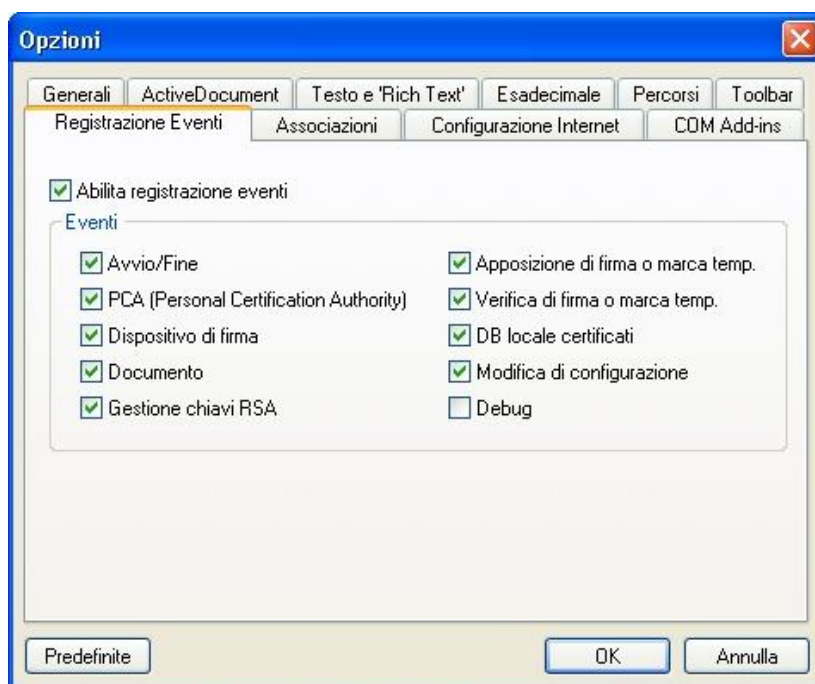 Opzioni
Generali ActiveDocument Testo e 'Rich Text' Esadecimale Percorsi Toolbar
Registrazione Eventi Associazioni Configurazione Internet COM Add-ins
Abilita registrazione eventi
Eventi
Avvio/Fine Apposizione di firma o marca temp.
PCA (Personal Certification Authority) Verifica di firma o marca temp.
Dispositivo di firma DB locale certificati
Documento Modifica di configurazione
Gestione chiavi RSA Debug
Predefinite OK Annulla